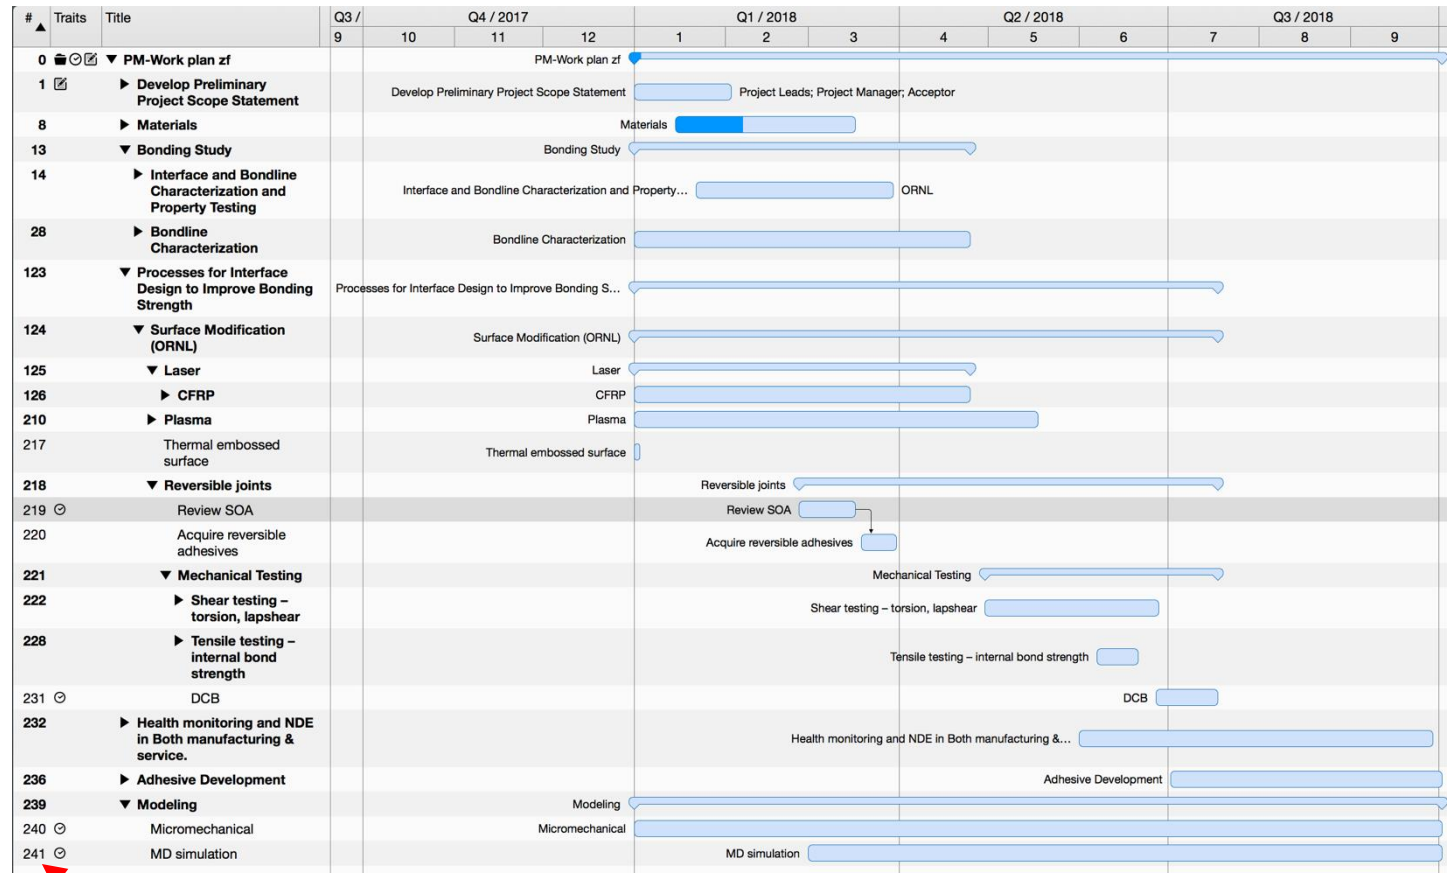 # Traits Title Q3 / Q4 / 2017 Q1 / 2018 Q2 / 2018 Q3 / 2018
9 10 11 12 1 2 3 4 5 6 7 8 9
0 PM-Work plan zf PM-Work plan zf
1 Develop Preliminary
Project Scope Statement
Develop Preliminary Project Scope Statement Project Leads; Project Manager; Acceptor
8 Materials Materials
13 Bonding Study Bonding Study
14 Interface and Bondline
Characterization and
Property Testing
Interface and Bondline Characterization and Property... ORNL
28 Bondline
Characterization
Bondline Characterization
123 Processes for Interface
Design to Improve Bonding
Strength
Processes for Interface Design to Improve Bonding S...
124 Surface Modification
(ORNL)
Surface Modification (ORNL)
125 Laser Laser
126 CFRP CFRP
210 Plasma Plasma
217 Thermal embossed
surface
Thermal embossed surface
218 Reversible joints Reversible joints
219 Review SOA Review SOA
220 Acquire reversible
adhesives
Acquire reversible adhesives
221 Mechanical Testing Mechanical Testing
222 Shear testing –
torsion, lapshear
Shear testing – torsion, lapshear
228 Tensile testing –
internal bond
strength
Tensile testing – internal bond strength
231 DCB DCB
232 Health monitoring and NDE
in Both manufacturing &
service.
Health monitoring and NDE in Both manufacturing &...
236 Adhesive Development Adhesive Development
239 Modeling Modeling
240 Micromechanical Micromechanical
241 MD simulation MD simulation